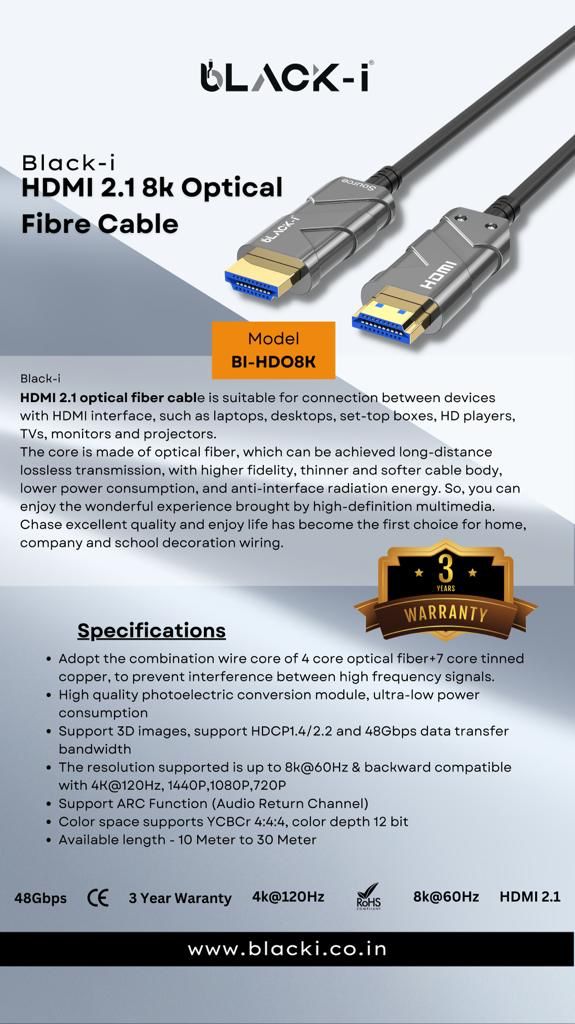 bLACK-i®
Black-i
HDMI 2.1 8k Optical
Fibre Cable
Source
bLACK-i
HDMI
Model
BI-HDO8K
Black-i
HDMI 2.1 optical fiber cable is suitable for connection between devices
with HDMI interface, such as laptops, desktops, set-top boxes, HD players,
TVs, monitors and projectors.
The core is made of optical fiber, which can be achieved long-distance
lossless transmission, with higher fidelity, thinner and softer cable body,
lower power consumption, and anti-interface radiation energy. So, you can
enjoy the wonderful experience brought by high-definition multimedia.
Chase excellent quality and enjoy life has become the first choice for home,
company and school decoration wiring.
3
YEARS
WARRANTY
Specifications
• Adopt the combination wire core of 4 core optical fiber+7 core tinned
copper, to prevent interference between high frequency signals.
• High quality photoelectric conversion module, ultra-low power
consumption
• Support 3D images, support HDCP1.4/2.2 and 48Gbps data transfer
bandwidth
• The resolution supported is up to 8k@60Hz & backward compatible
with 4K@120Hz, 1440P,1080P,720P
• Support ARC Function (Audio Return Channel)
• Color space supports YCBCr 4:4:4, color depth 12 bit
• Available length - 10 Meter to 30 Meter
48Gbps CE 3 Year Waranty 4k@120Hz RoHS COMPLIANT 8k@60Hz HDMI 2.1
www.blacki.co.in